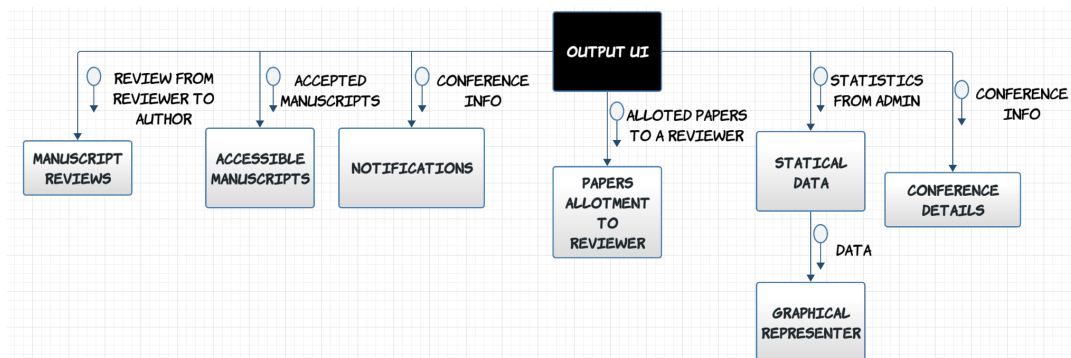 OUTPUT UI
REVIEW FROM
REVIEWER TO
AUTHOR
ACCEPTED
MANUSCRIPTS
CONFERENCE
INFO
ALLOTED PAPERS
TO A REVIEWER
STATISTICS
FROM ADMIN
CONFERENCE
INFO
MANUSCRIPT
REVIEWS
ACCESSIBLE
MANUSCRIPTS
NOTIFICATIONS
PAPERS
ALLOTMENT
TO
REVIEWER
STATICAL
DATA
CONFERENCE
DETAILS
DATA
GRAPHICAL
REPRESENTER